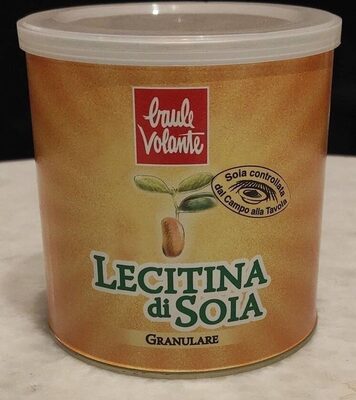 baule
volante
Soia controllata
dal Campo alla Tavola
LECITINA
di SOIA
GRANULARE